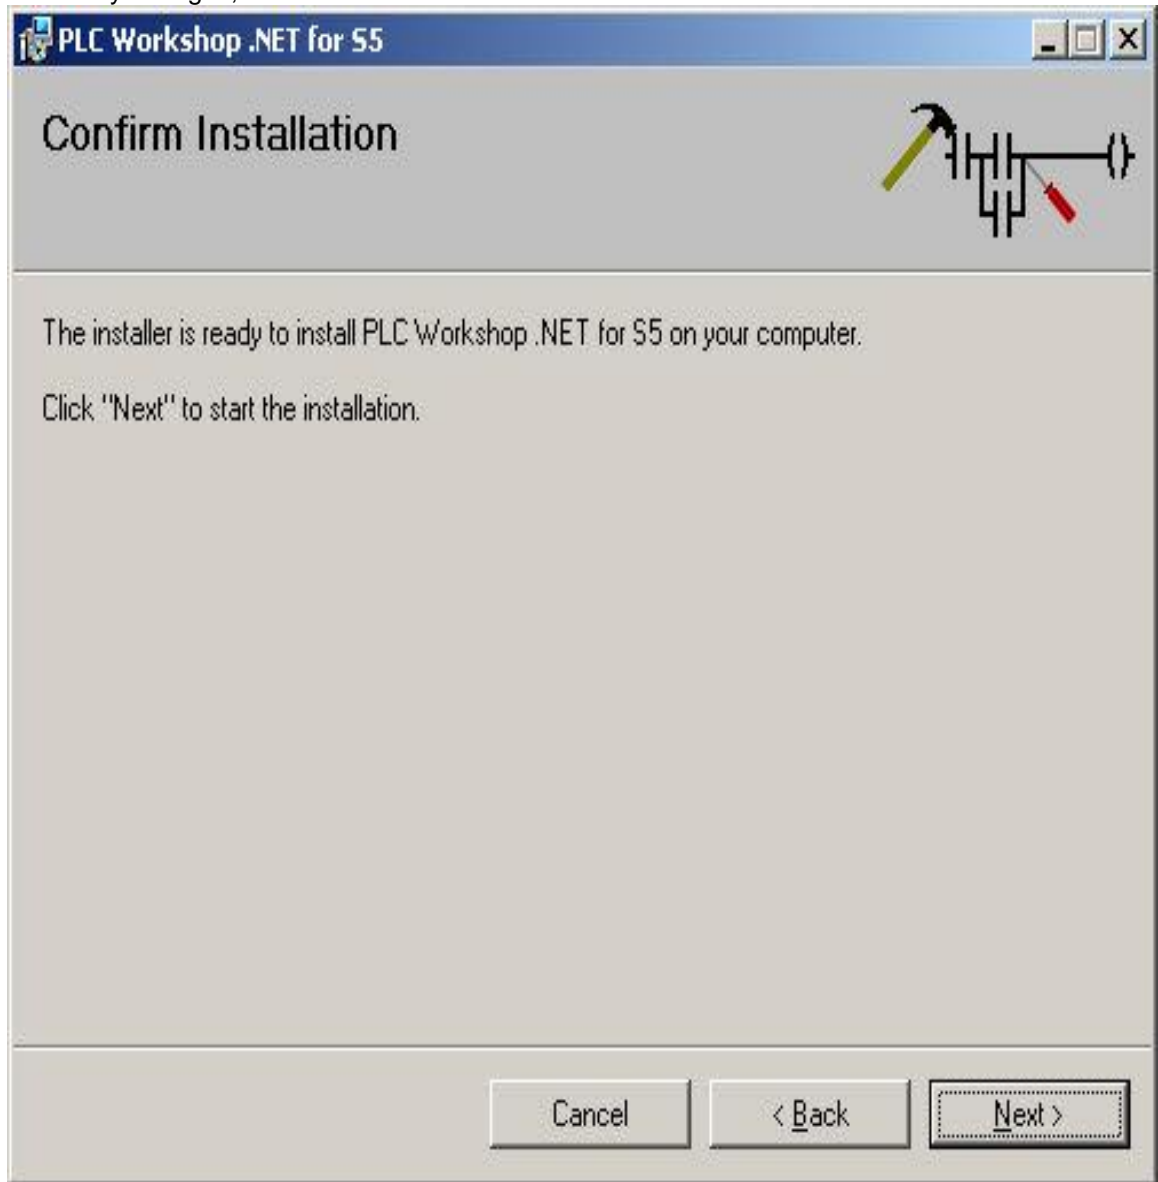 PLC Workshop .NET for S5
Confirm Installation
The installer is ready to install PLC Workshop .NET for S5 on your computer.
Click "Next" to start the installation.
Cancel
< Back
Next >